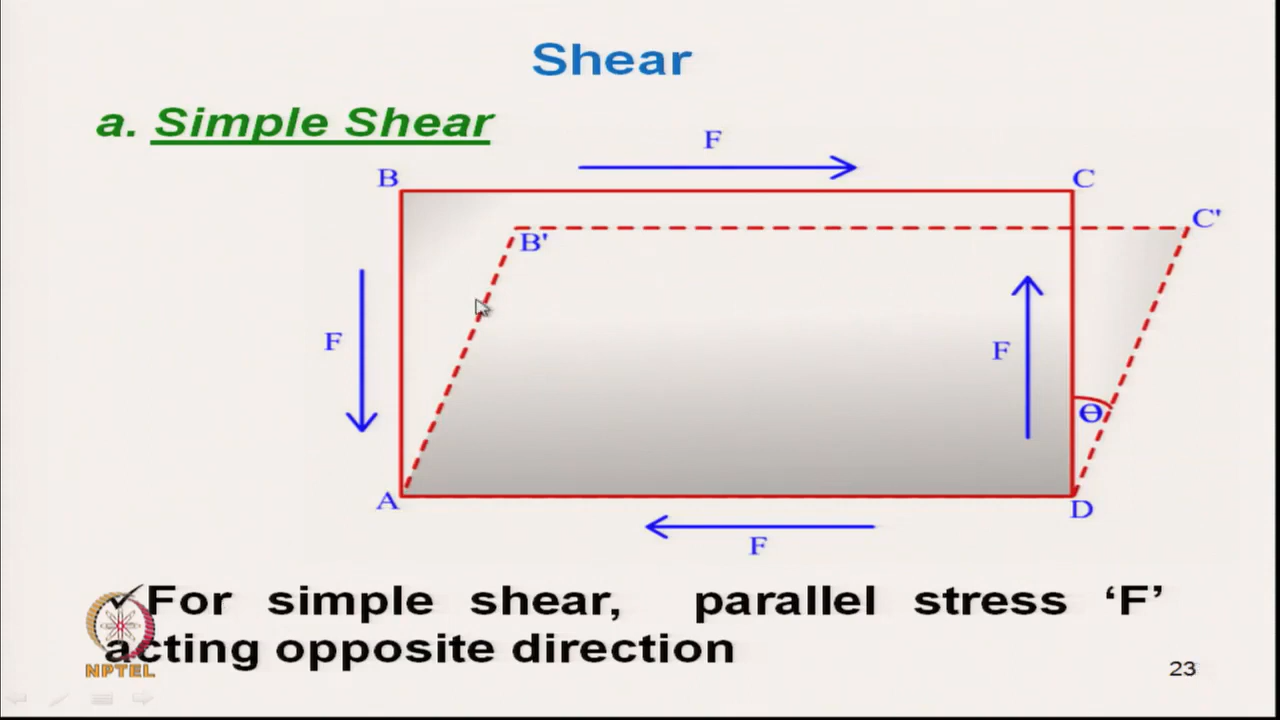 Shear
a. Simple Shear
F
B
C
C'
B'
F
F
Θ
A
D
F
✓For simple shear, parallel stress ‘F’
acting opposite direction
NPTEL
23